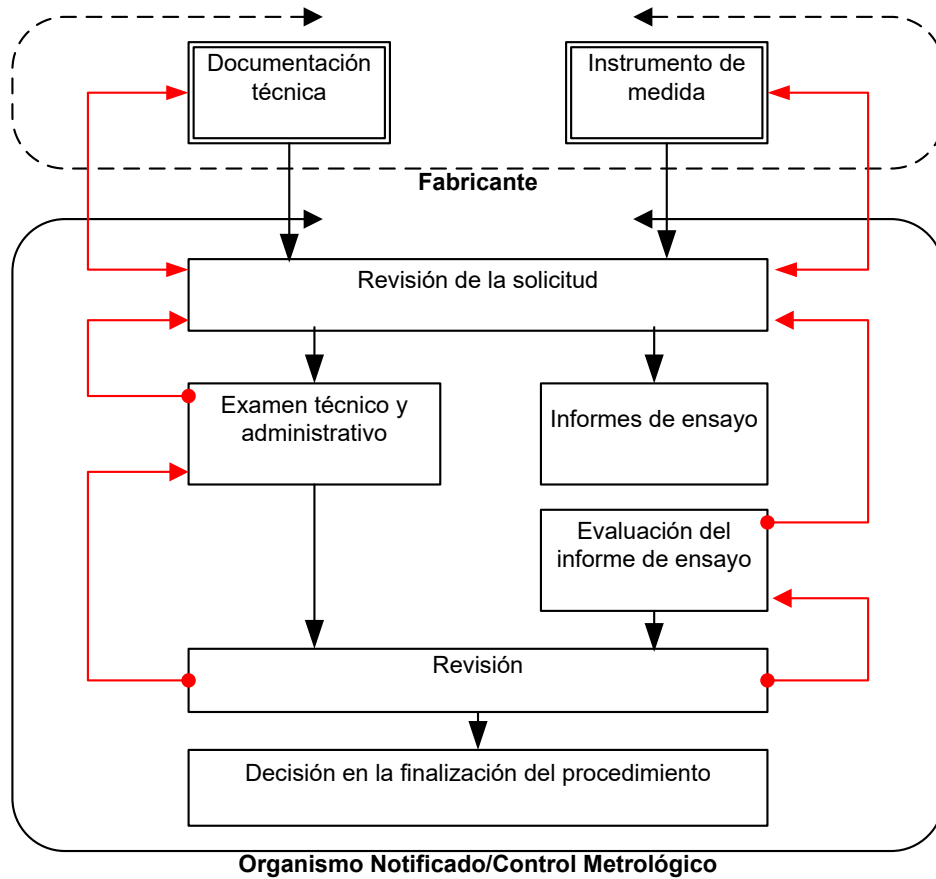 Documentación
técnica
Instrumento de
medida
Fabricante
Revisión de la solicitud
Examen técnico y
administrativo
Informes de ensayo
Evaluación del
informe de ensayo
Revisión
Decisión en la finalización del procedimiento
Organismo Notificado/Control Metrológico